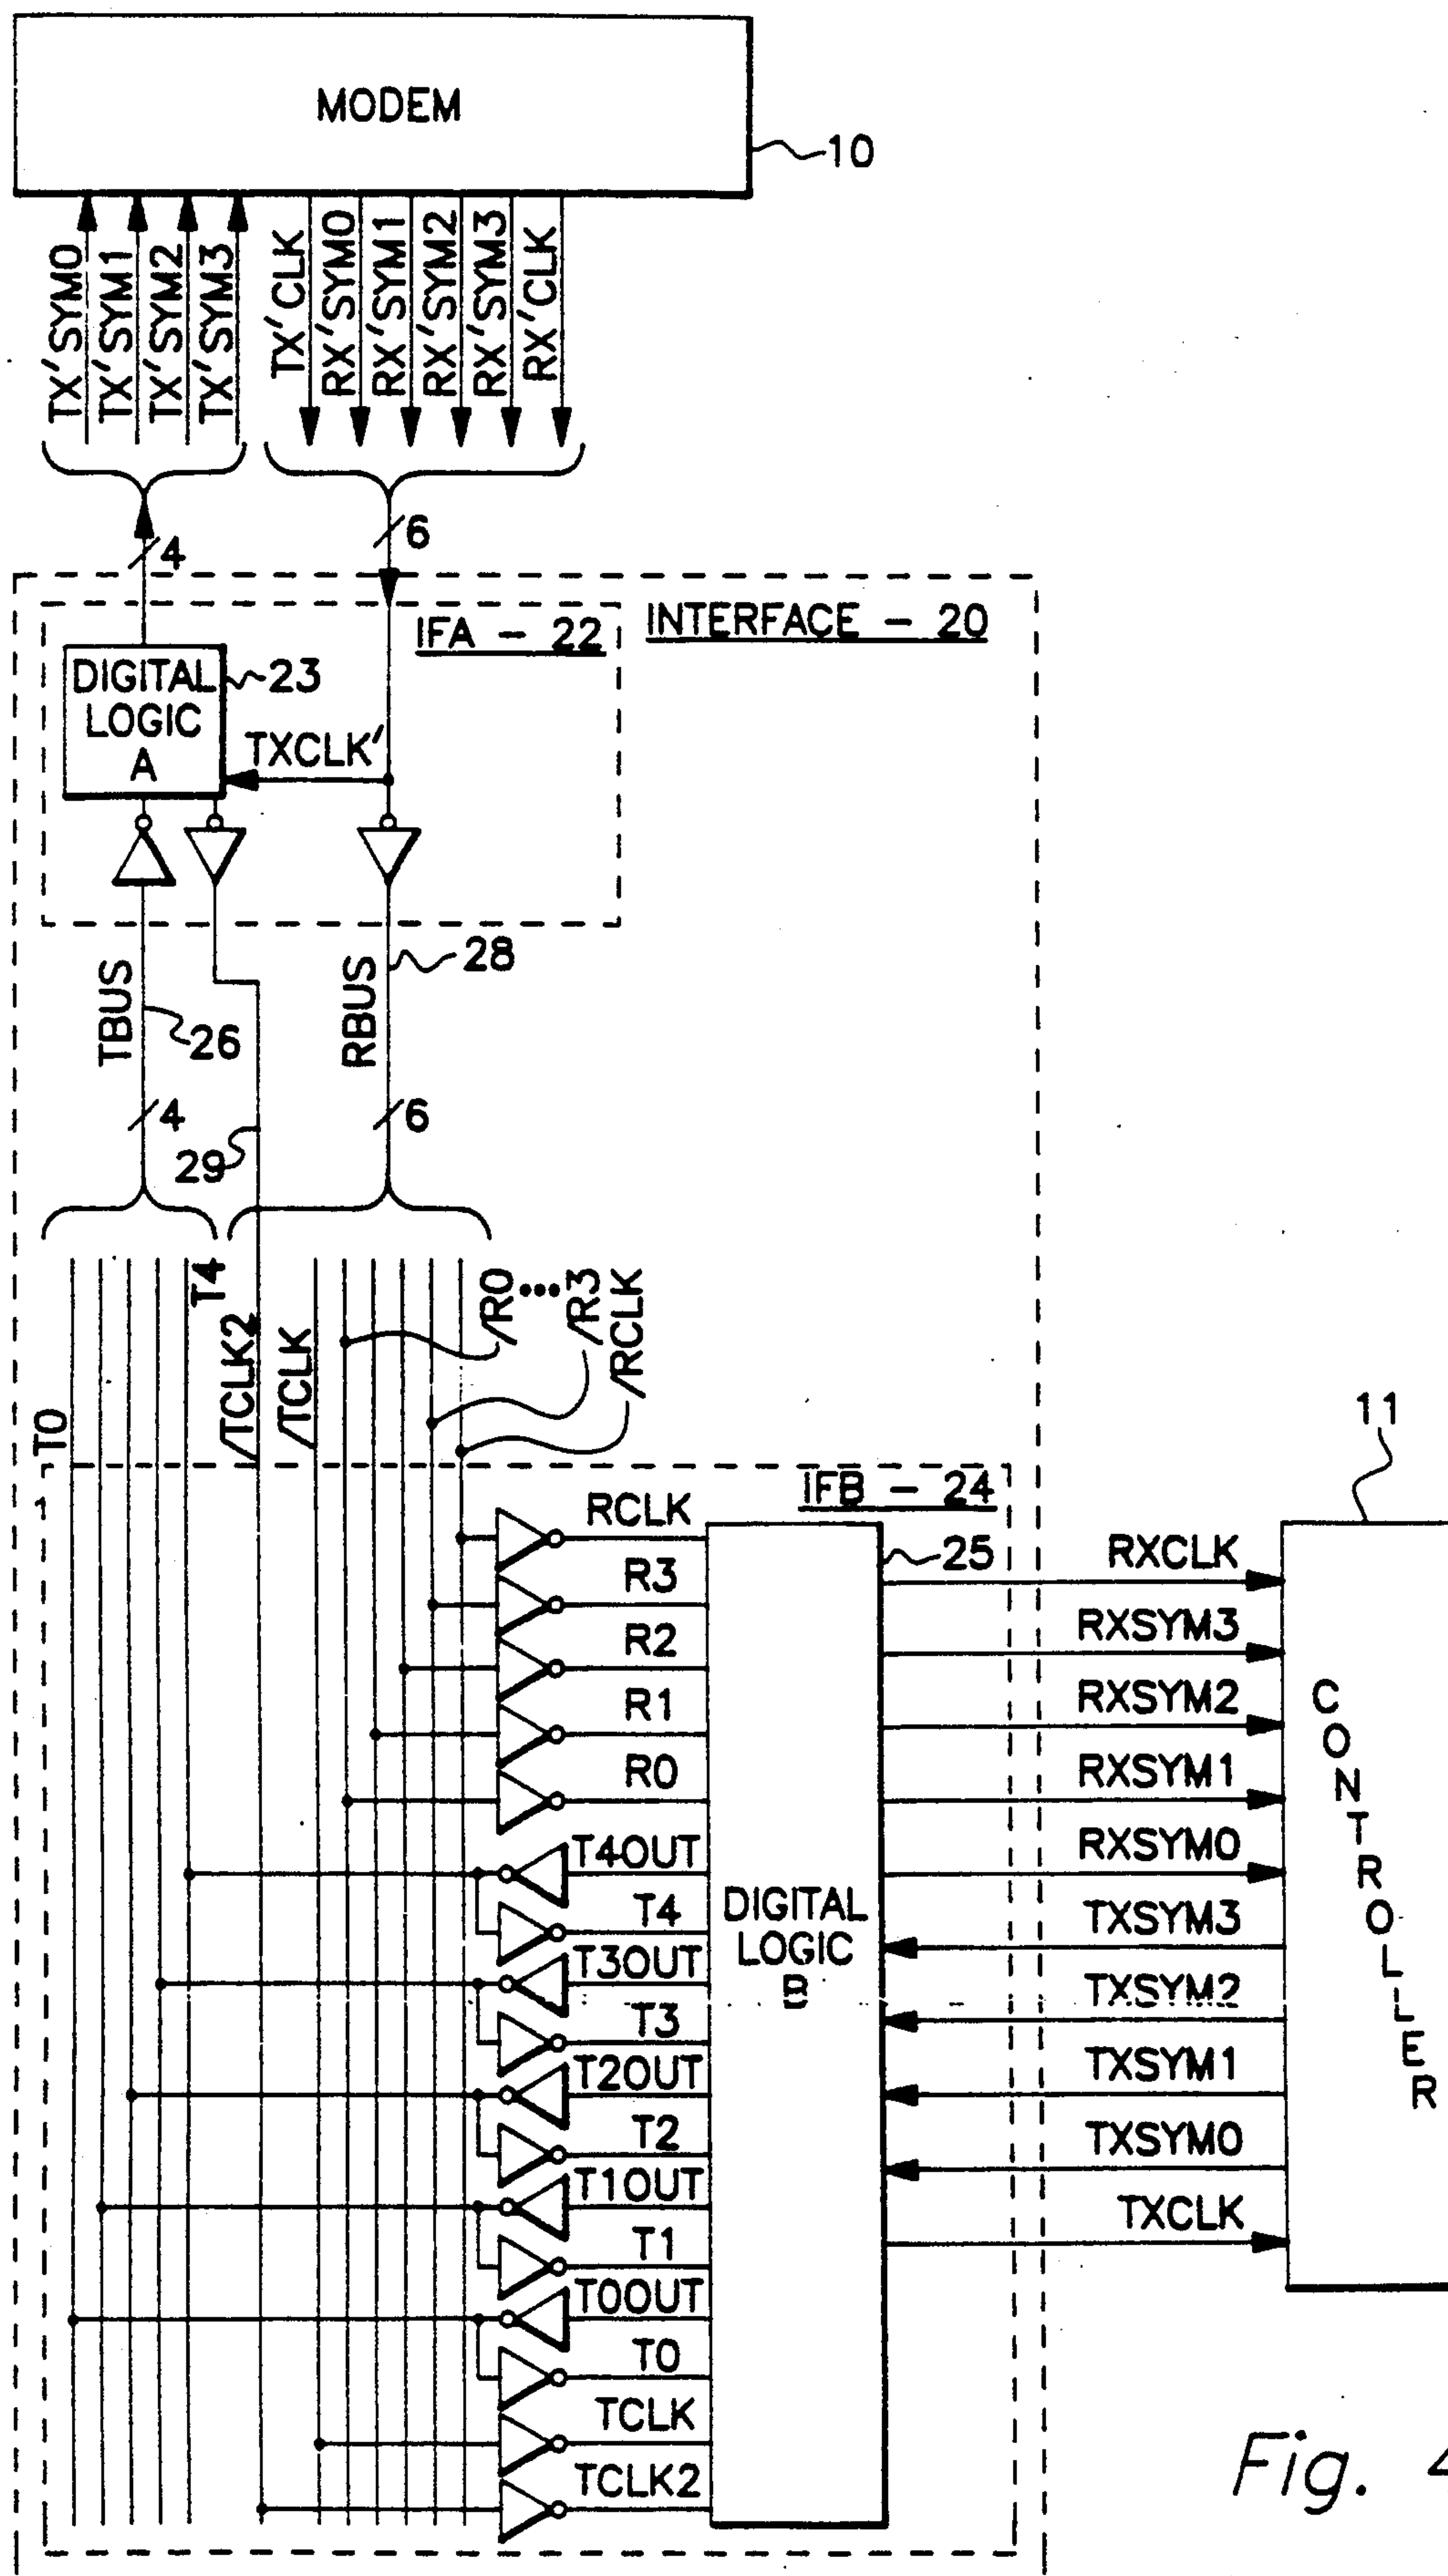 MODEM
10
TX'SYM0
TX'SYM1
TX'SYM2
TX'SYM3
TX'CLK
RX'SYM0
RX'SYM1
RX'SYM2
RX'SYM3
RX'CLK
4
6
IFA - 22
INTERFACE - 20
DIGITAL
LOGIC
A
23
TXCLK'
TBUS
26
RBUS
28
4
6
29
T0
T4
/TCLK2
/TCLK
/R0...
/R3
/RCLK
IFB - 24
11
RCLK
R3
R2
R1
R0
T4OUT
T4
T3OUT
T3
T2OUT
T2
T1OUT
T1
T0OUT
T0
TCLK
TCLK2
DIGITAL
LOGIC
B
25
RXCLK
RXSYM3
RXSYM2
RXSYM1
RXSYM0
TXSYM3
TXSYM2
TXSYM1
TXSYM0
TXCLK
CONTROLLER
Fig. 4